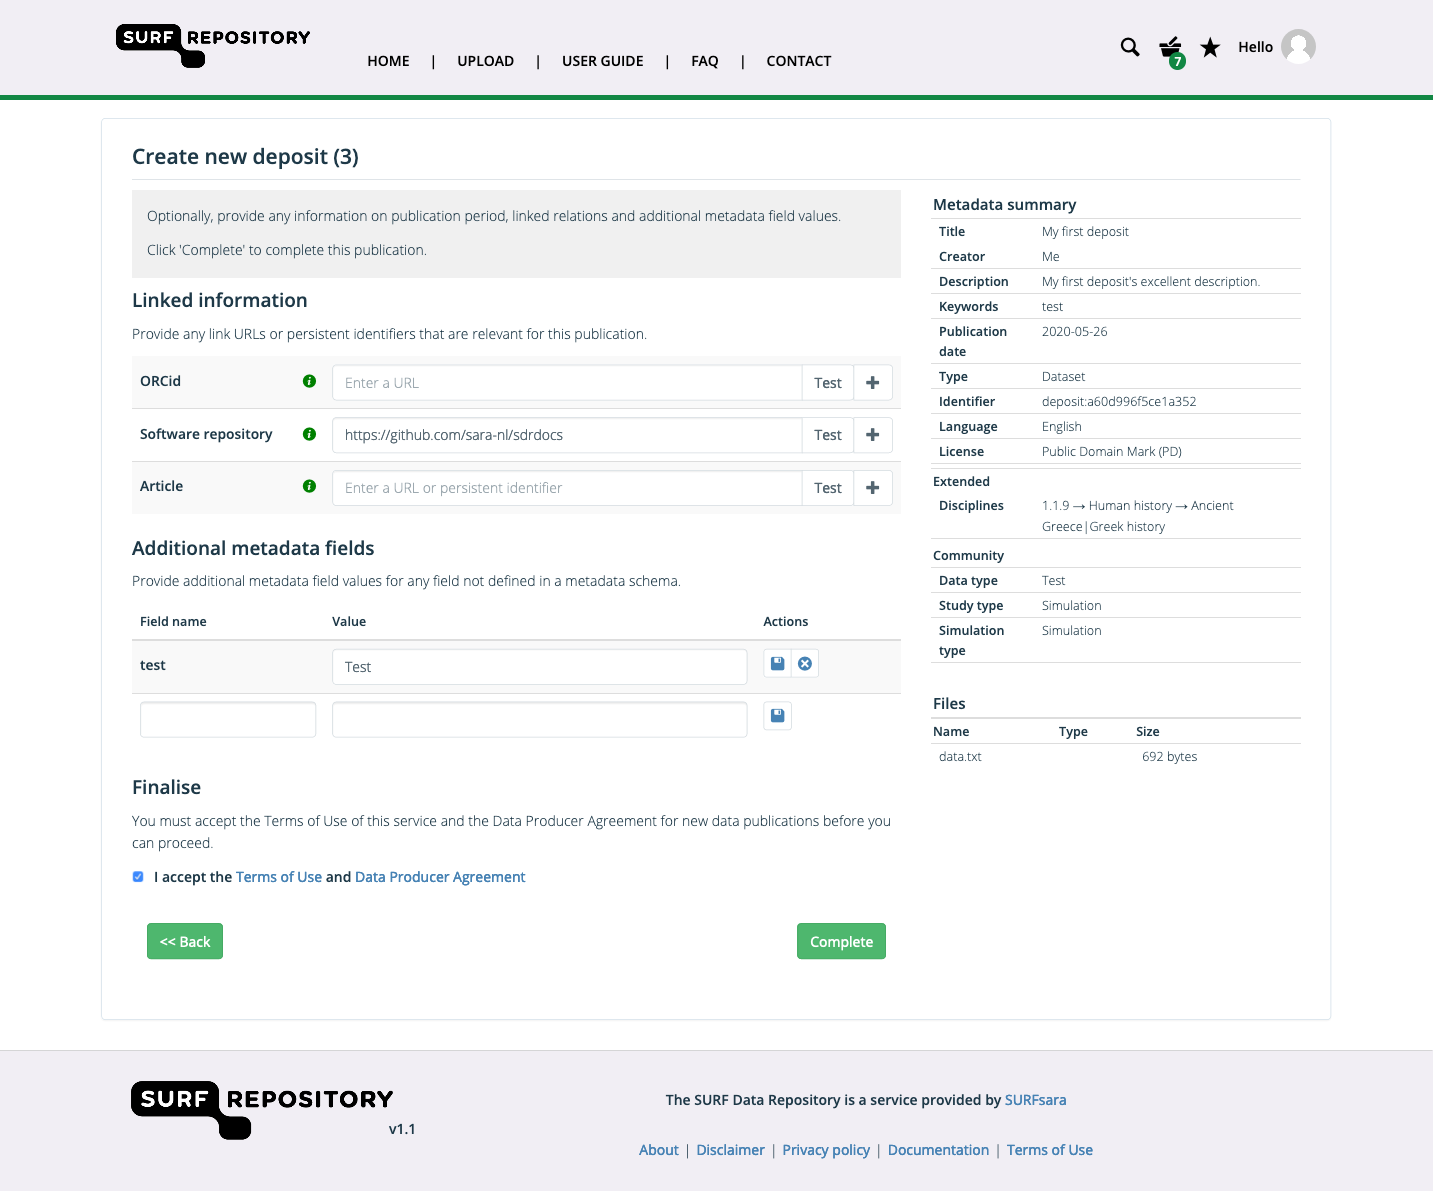 SURF REPOSITORY
HOME | UPLOAD | USER GUIDE | FAQ | CONTACT
7
Hello
Create new deposit (3)
Optionally, provide any information on publication period, linked relations and additional metadata field values.
Click 'Complete' to complete this publication.
Linked information
Provide any link URLs or persistent identifiers that are relevant for this publication.
ORCid Enter a URL Test
Software repository https://github.com/sara-nl/sdrdocs Test
Article Enter a URL or persistent identifier Test
Additional metadata fields
Provide additional metadata field values for any field not defined in a metadata schema.
Field name Value Actions
test Test
Finalise
You must accept the Terms of Use of this service and the Data Producer Agreement for new data publications before you
can proceed.
I accept the Terms of Use and Data Producer Agreement
<< Back Complete
Metadata summary
Title My first deposit
Creator Me
Description My first deposit's excellent description.
Keywords test
Publication 2020-05-26
date
Type Dataset
Identifier deposit:a60d996f5ce1a352
Language English
License Public Domain Mark (PD)
Extended
Disciplines 1.1.9 → Human history → Ancient
Greece|Greek history
Community
Data type Test
Study type Simulation
Simulation Simulation
type
Files
Name Type Size
data.txt 692 bytes
SURF REPOSITORY
v1.1
The SURF Data Repository is a service provided by SURFsara
About | Disclaimer | Privacy policy | Documentation | Terms of Use